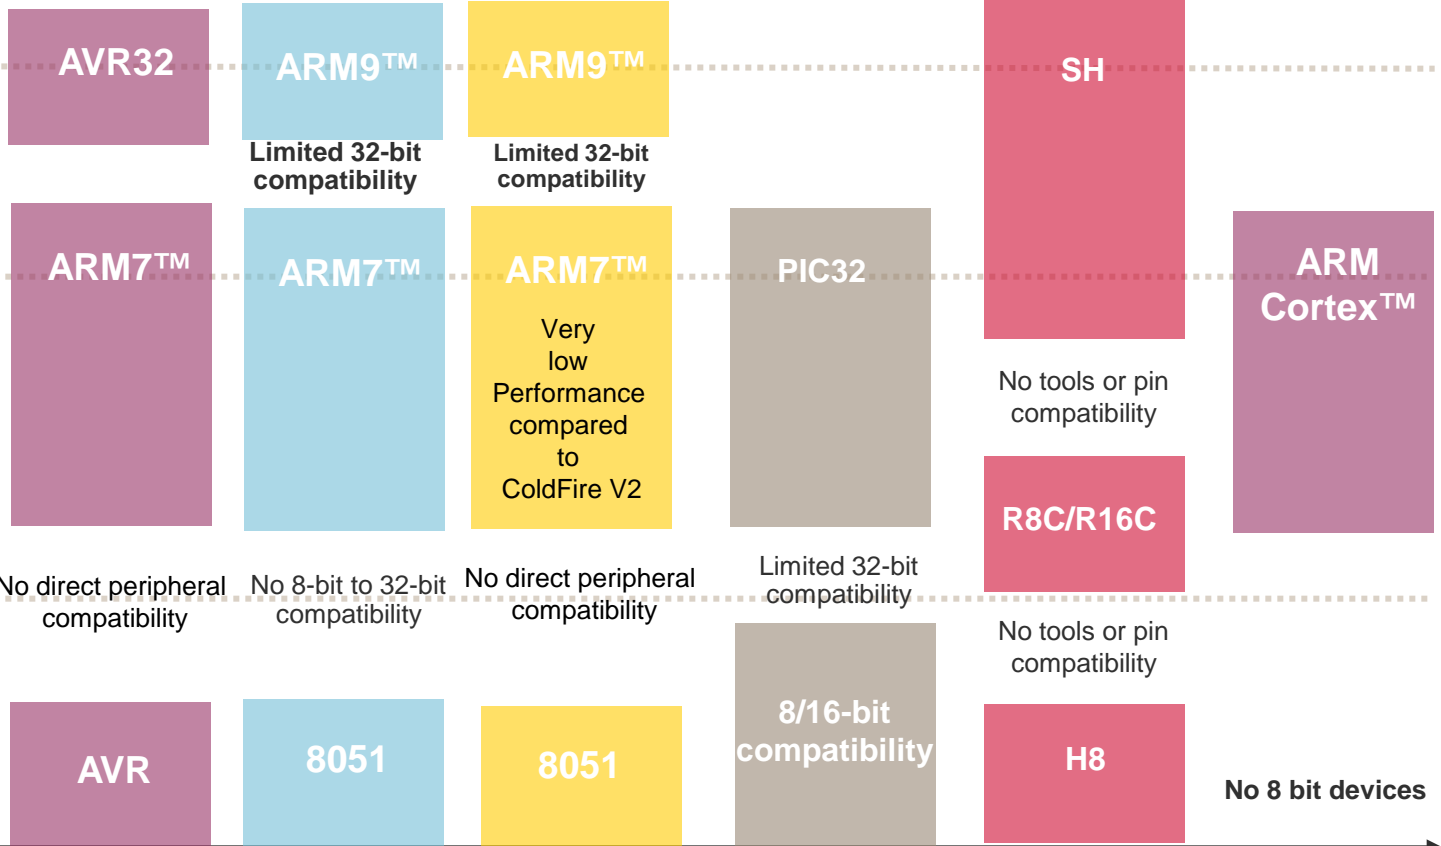 AVR32
ARM9™
ARM9™
SH
Limited 32-bit
compatibility
Limited 32-bit
compatibility
ARM7™
ARM7™
ARM7™
Very
low
Performance
compared
to
ColdFire V2
PIC32
ARM
Cortex™
No tools or pin
compatibility
R8C/R16C
No direct peripheral
compatibility
No 8-bit to 32-bit
compatibility
No direct peripheral
compatibility
Limited 32-bit
compatibility
No tools or pin
compatibility
AVR
8051
8051
8/16-bit
compatibility
H8
No 8 bit devices